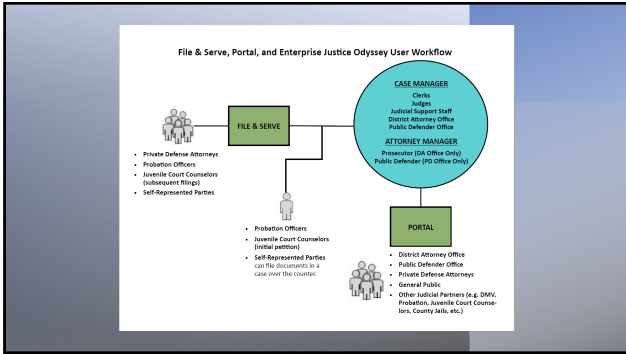 File & Serve, Portal, and Enterprise Justice Odyssey User Workflow
CASE MANAGER
Clerks
Judges
Judicial Support Staff
District Attorney Office
Public Defender Office
ATTORNEY MANAGER
Prosecutor (DA Office Only)
Public Defender (PD Office Only)
FILE & SERVE
• Private Defense Attorneys
• Probation Officers
• Juvenile Court Counselors
(subsequent filings)
• Self-Represented Parties
• Probation Officers
• Juvenile Court Counselors
(initial petition)
• Self-Represented Parties
can file documents in a
case over the counter.
PORTAL
• District Attorney Office
• Public Defender Office
• Private Defense Attorneys
• General Public
• Other Judicial Partners (e.g. DMV,
Probation, Juvenile Court Counse-
lors, County Jails, etc.)